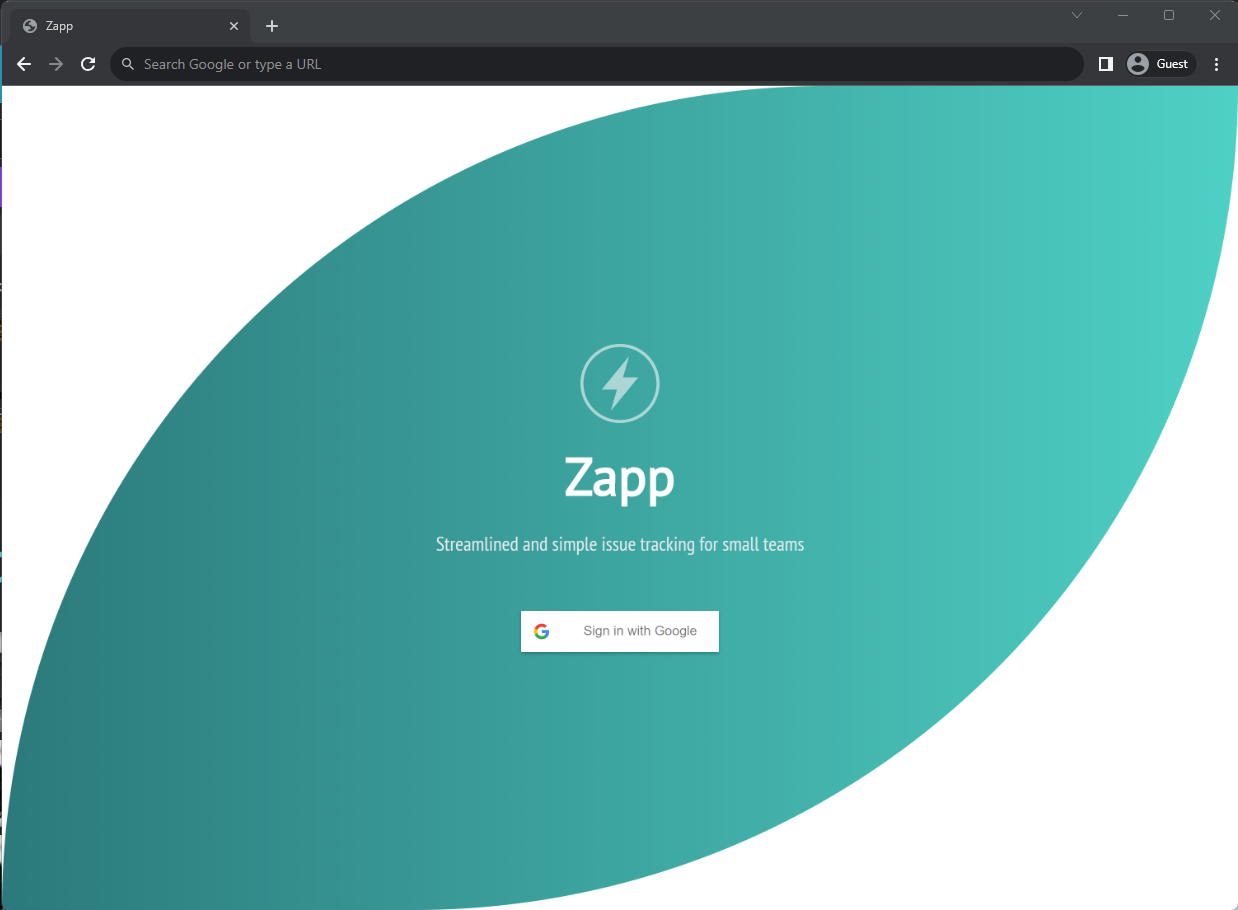 Zapp
Search Google or type a URL
Guest
Zapp
Streamlined and simple issue tracking for small teams
Sign in with Google